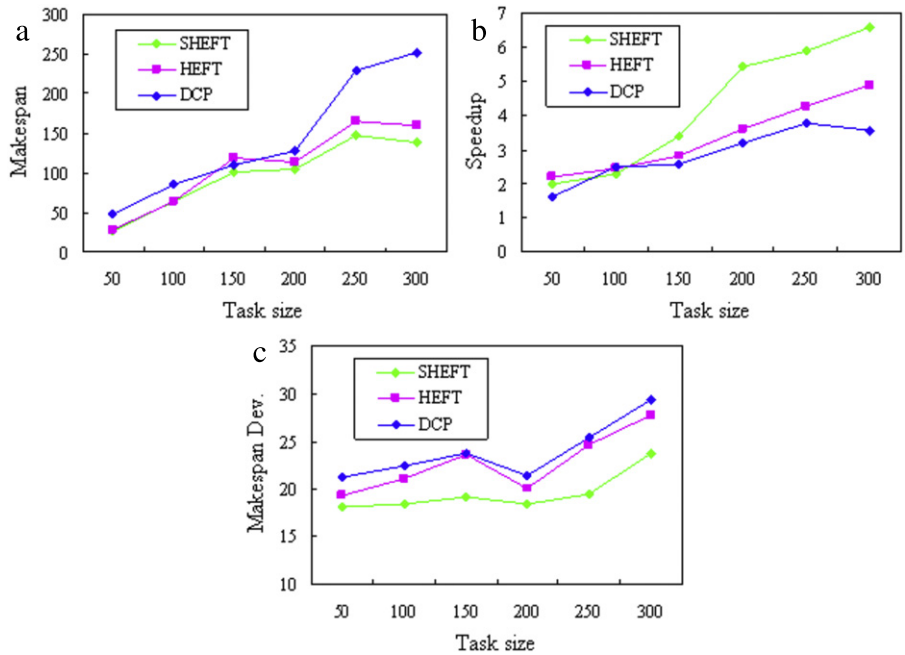 a
300
250
200
150
100
50
0
Makespan
SHEFT
HEFT
DCP
50 100 150 200 250 300
Task size
b
7
6
5
4
3
2
1
0
Speedup
SHEFT
HEFT
DCP
50 100 150 200 250 300
Task size
c
35
30
25
20
15
10
Makespan Dev.
SHEFT
HEFT
DCP
50 100 150 200 250 300
Task size